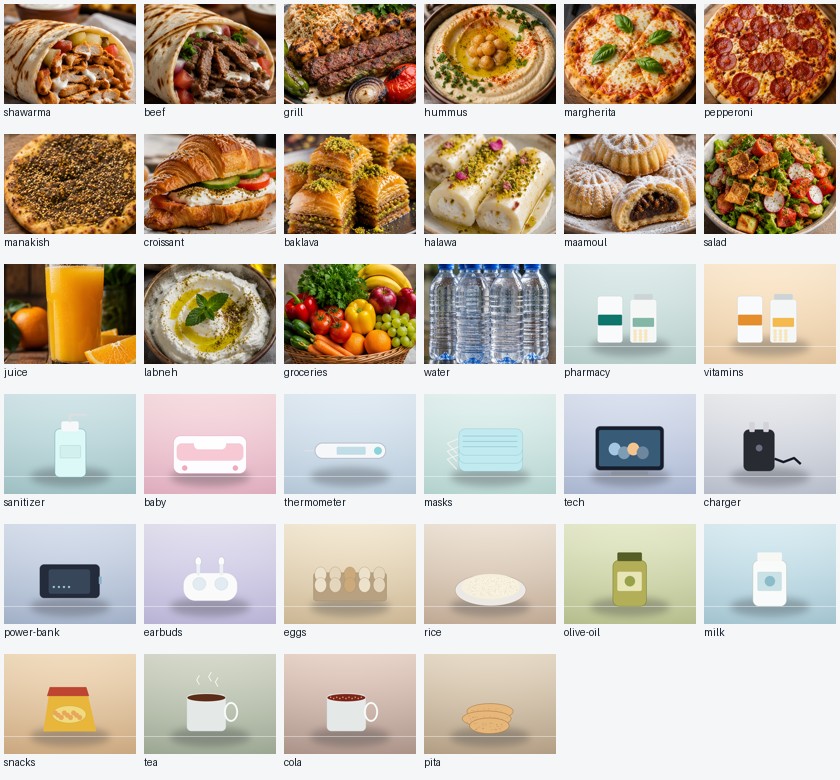 shawarma
beef
grill
hummus
margherita
pepperoni
manakish
croissant
baklava
halawa
maamoul
salad
juice
labneh
groceries
water
pharmacy
vitamins
sanitizer
baby
thermometer
masks
tech
charger
power-bank
earbuds
eggs
rice
olive-oil
milk
snacks
tea
cola
pita